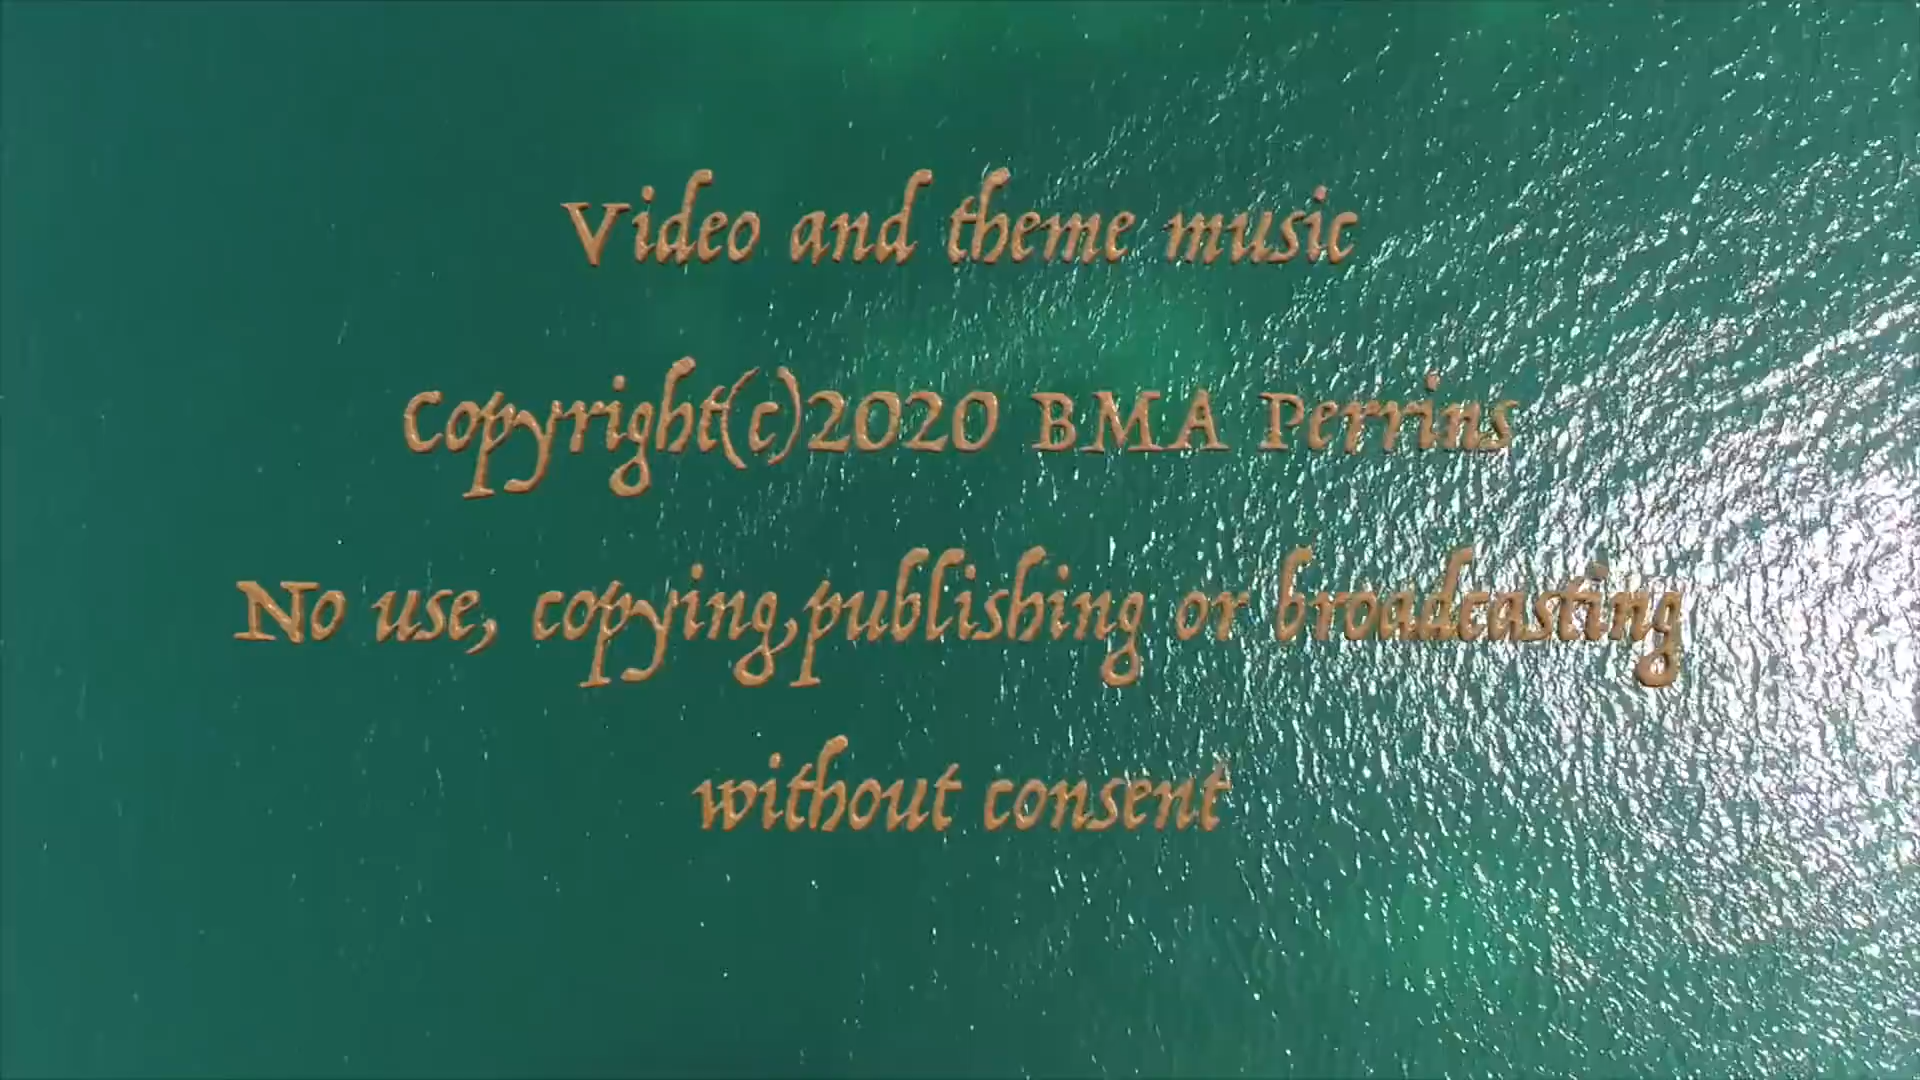 Video and theme music
Copyright(c)2020 BMA Perrins
No use, copying,publishing or broadcasting
without consent